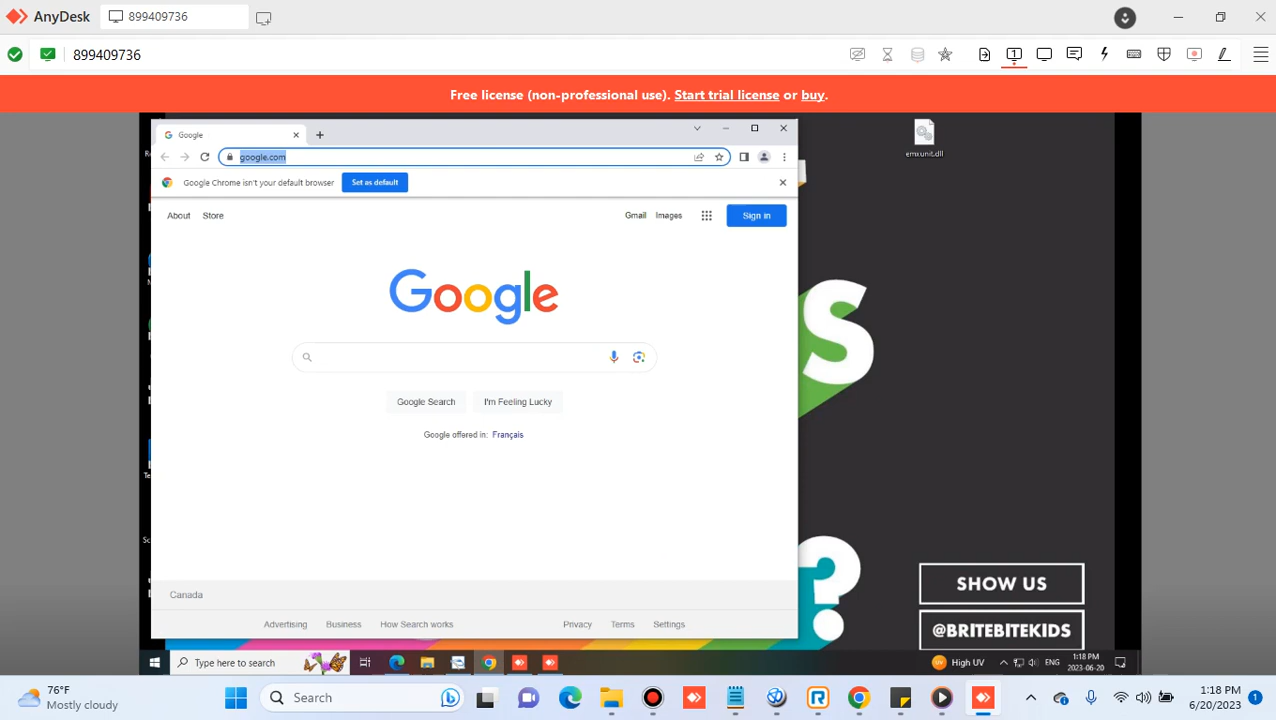 AnyDesk
899409736
899409736
Free license (non-professional use). Start trial license or buy.
Google
google.com
Google Chrome isn't your default browser
Set as default
About
Store
Gmail
Images
Sign in
Google
Google Search
I'm Feeling Lucky
Google offered in: Français
Canada
Advertising
Business
How Search works
Privacy
Terms
Settings
emxunit.dll
S
?
SHOW US
@BRITEBITEKIDS
Type here to search
High UV
ENG
1:18 PM
2023-06-20
76°F
Mostly cloudy
Search
1:18 PM
6/20/2023
1